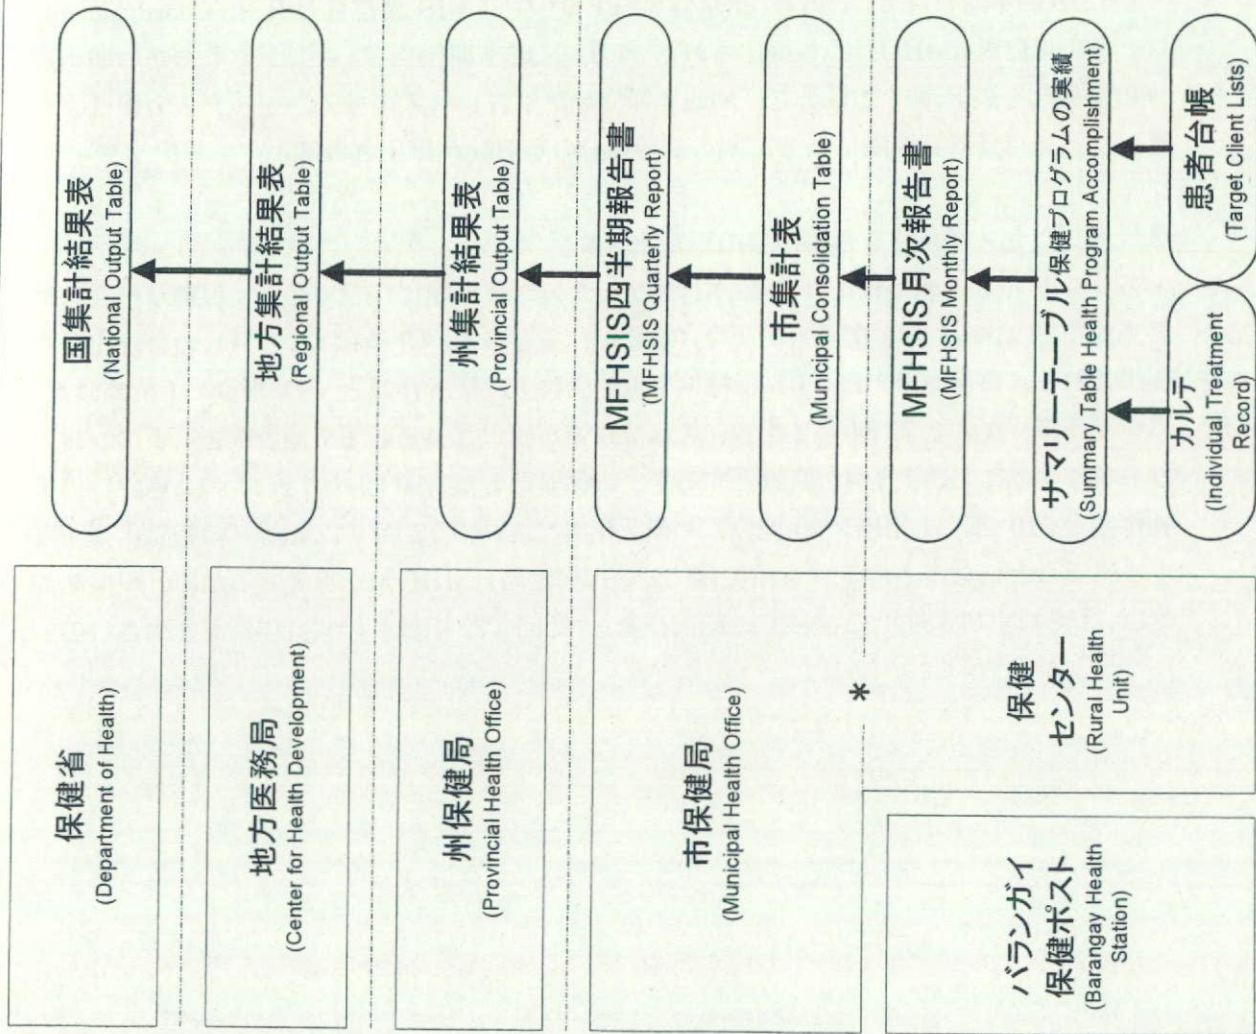 保健省
(Department of Health)
国集計結果表
(National Output Table)
地方医務局
(Center for Health Development)
地方集計結果表
(Regional Output Table)
州保健局
(Provincial Health Office)
州集計結果表
(Provincial Output Table)
市保健局
(Municipal Health Office)
MFHSIS四半期報告書
(MFHSIS Quarterly Report)
市集計表
(Municipal Consolidation Table)
*
バランガイ
保健ポスト
(Barangay Health
Station)
保健
センター
(Rural Health
Unit)
MFHSIS月次報告書
(MFHSIS Monthly Report)
サマリーテーブル保健プログラムの実績
(Summary Table Health Program Accomplishment)
カルテ
(Individual Treatment
Record)
患者台帳
(Target Client Lists)